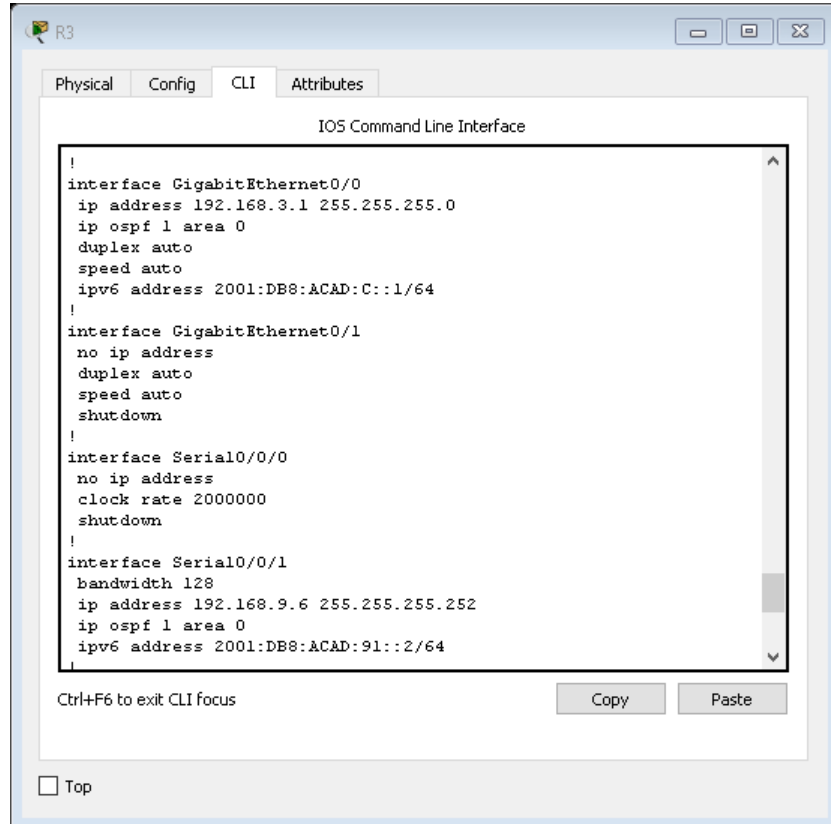 R3
Physical Config CLI Attributes
IOS Command Line Interface
!
interface GigabitEthernet0/0
ip address 192.168.3.1 255.255.255.0
ip ospf 1 area 0
duplex auto
speed auto
ipv6 address 2001:DB8:ACAD:C::1/64
!
interface GigabitEthernet0/1
no ip address
duplex auto
speed auto
shutdown
!
interface Serial0/0/0
no ip address
clock rate 2000000
shutdown
!
interface Serial0/0/1
bandwidth 128
ip address 192.168.9.6 255.255.255.252
ip ospf 1 area 0
ipv6 address 2001:DB8:ACAD:91::2/64
!
Ctrl+F6 to exit CLI focus Copy Paste
Top